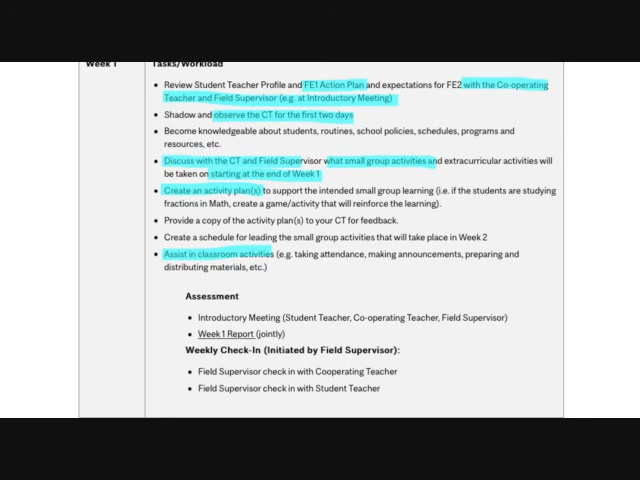 Week 1
Tasks/Workload
Review Student Teacher Profile and FE1 Action Plan and expectations for FE2 with the Co-operating
Teacher and Field Supervisor (e.g. at Introductory Meeting)
Shadow and observe the CT for the first two days
Become knowledgeable about students, routines, school policies, schedules, programs and
resources, etc.
Discuss with the CT and Field Supervisor what small group activities and extracurricular activities will
be taken on starting at the end of Week 1
Create an activity plan(s) to support the intended small group learning (i.e. if the students are studying
fractions in Math, create a game/activity that will reinforce the learning).
Provide a copy of the activity plan(s) to your CT for feedback.
Create a schedule for leading the small group activities that will take place in Week 2
Assist in classroom activities (e.g. taking attendance, making announcements, preparing and
distributing materials, etc.)
Assessment
Introductory Meeting (Student Teacher, Co-operating Teacher, Field Supervisor)
Week 1 Report (jointly)
Weekly Check-In (Initiated by Field Supervisor):
Field Supervisor check in with Cooperating Teacher
Field Supervisor check in with Student Teacher